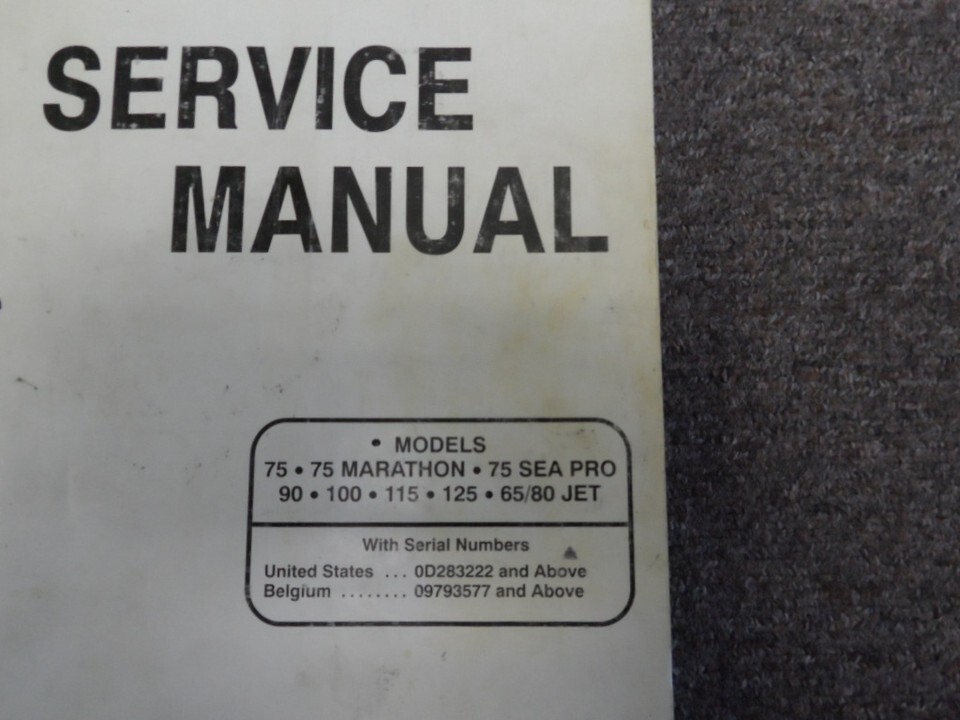 SERVICE
MANUAL
• MODELS
75 • 75 MARATHON • 75 SEA PRO
90 • 100 • 115 • 125 • 65/80 JET
With Serial Numbers
United States ... 0D283222 and Above
Belgium ........ 09793577 and Above